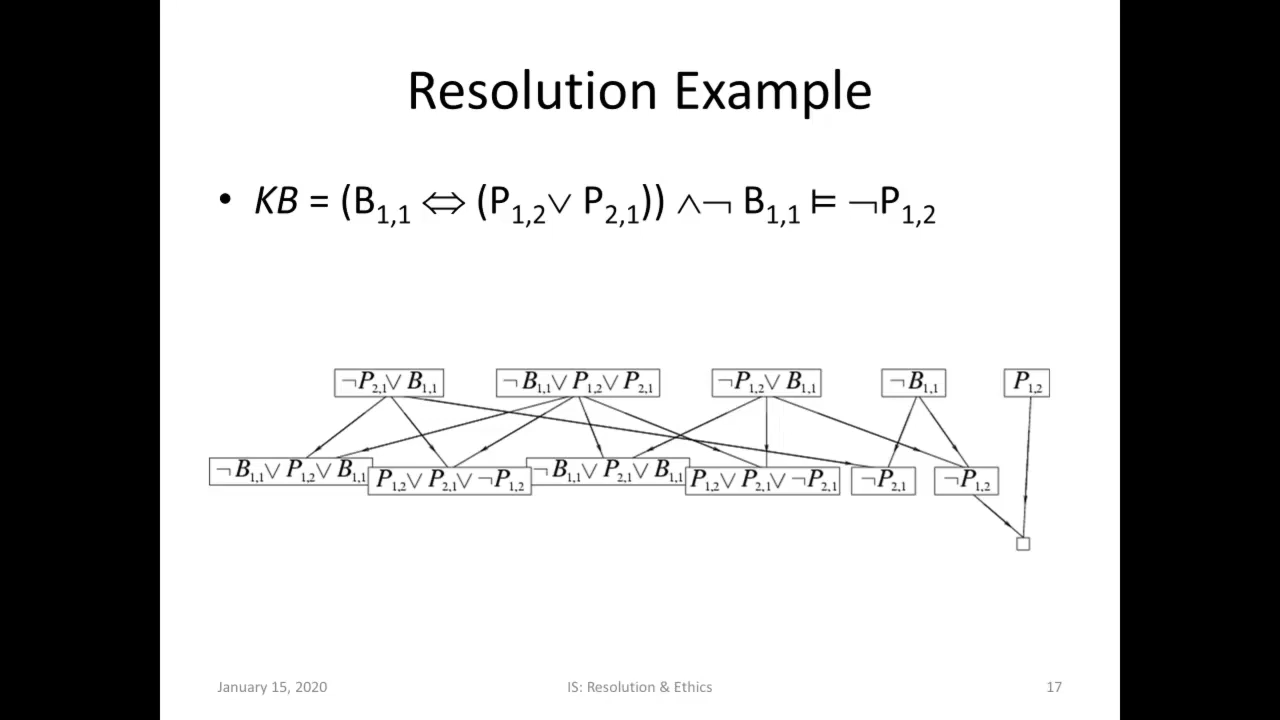 Resolution Example
• KB = (B1,1 ⇔ (P1,2∨ P2,1)) ∧¬ B1,1 ⊨ ¬P1,2
¬P2,1∨ B1,1 ¬B1,1∨ P1,2∨ P2,1 ¬P1,2∨ B1,1 ¬B1,1 P1,2
¬B1,1∨ P1,2∨ B1,1 P1,2∨ P2,1∨ ¬P1,2 ¬B1,1∨ P2,1∨ B1,1 P1,2∨ P2,1∨ ¬P2,1 ¬P2,1 ¬P1,2
January 15, 2020 IS: Resolution & Ethics 17